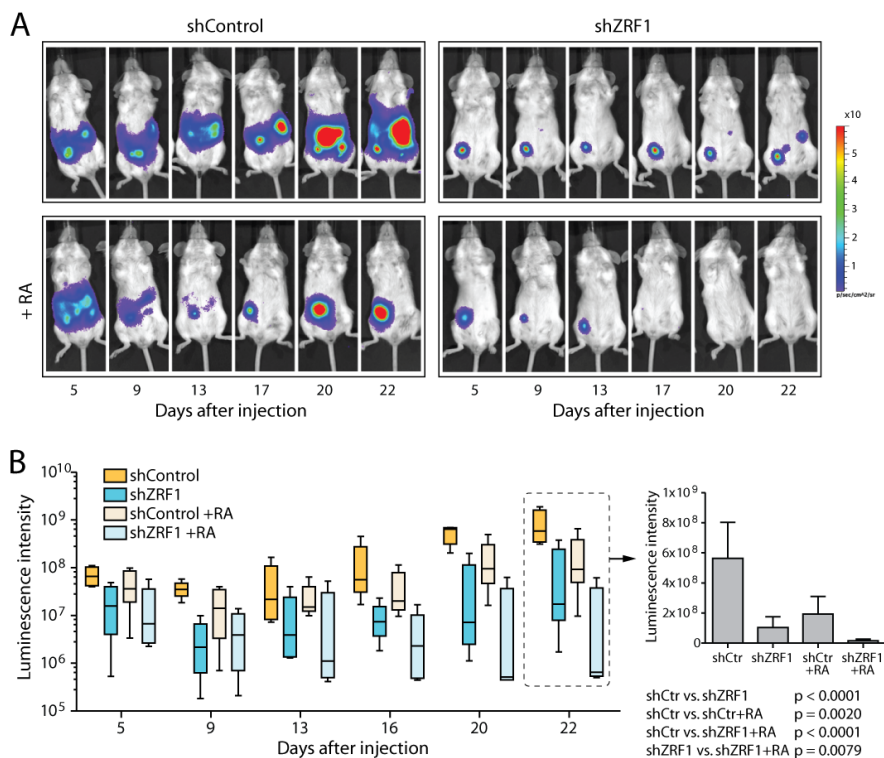 A
shControl
shZRF1
x10
5
4
3
2
1
p/sec/cm^2/sr
+ RA
5 9 13 17 20 22
5 9 13 17 20 22
Days after injection
Days after injection
B
Luminescence intensity
10^10
10^9
10^8
10^7
10^6
10^5
shControl
shZRF1
shControl +RA
shZRF1 +RA
5 9 13 16 20 22
Days after injection
Luminescence intensity
1x10^9
8x10^8
6x10^8
4x10^8
2x10^8
0
shCtr shZRF1 shCtr +RA shZRF1 +RA
shCtr vs. shZRF1 p < 0.0001
shCtr vs. shCtr+RA p = 0.0020
shCtr vs. shZRF1+RA p < 0.0001
shZRF1 vs. shZRF1+RA p = 0.0079